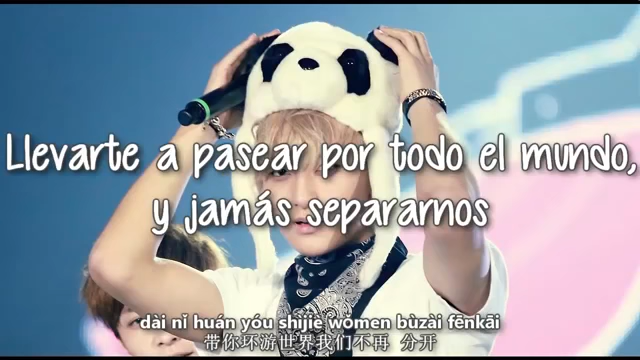 Llevarte a pasear por todo el mundo,
y jamás separarnos
dài nǐ huán yóu shìjiè wǒmen bùzài fēnkāi
带你环游世界我们不再 分开